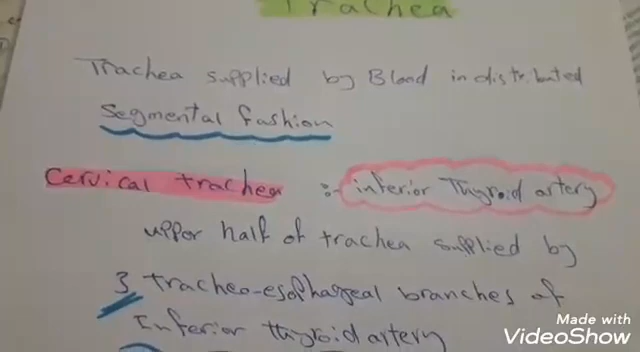 Trachea
Trachea supplied by Blood in distributed
segmental fashion
Cervical trachea :- inferior Thyroid artery
upper half of trachea supplied by
3 tracheo-esophageal branches of
Inferior thyroid artery
Made with
VideoShow